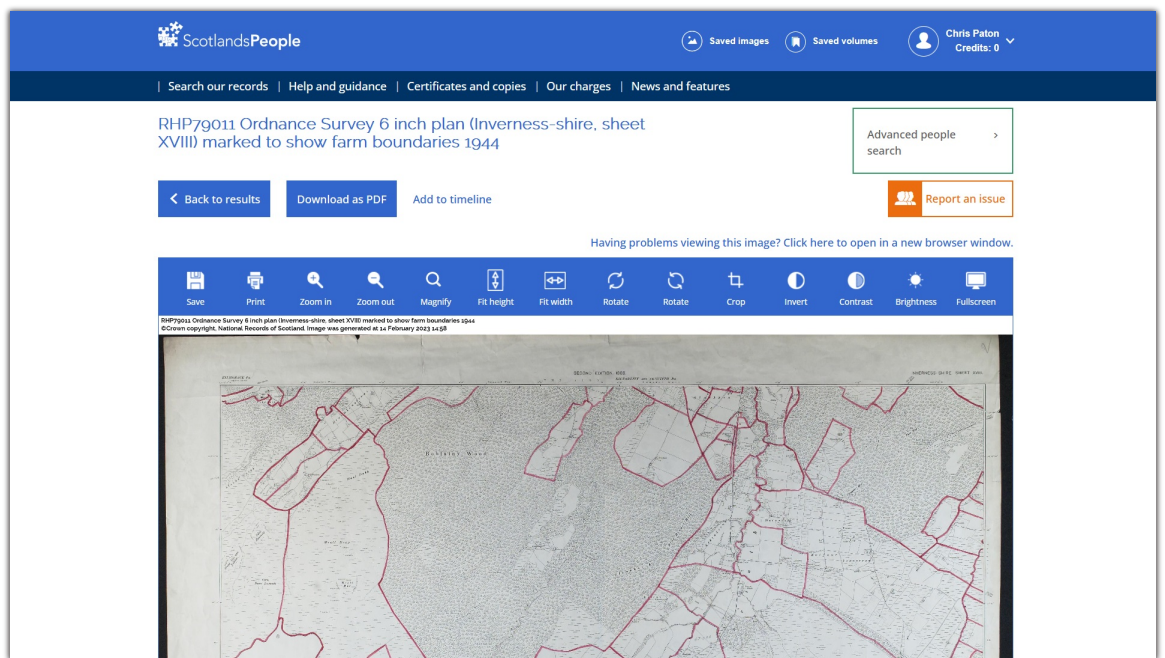 ScotlandsPeople
Saved images
Saved volumes
Chris Paton
Credits: 0
| Search our records | Help and guidance | Certificates and copies | Our charges | News and features
RHP79011 Ordnance Survey 6 inch plan (Inverness-shire, sheet
XVIII) marked to show farm boundaries 1944
Advanced people
search
>
Back to results
Download as PDF
Add to timeline
Report an issue
Having problems viewing this image? Click here to open in a new browser window.
Save
Print
Zoom in
Zoom out
Magnify
Fit height
Fit width
Rotate
Rotate
Crop
Invert
Contrast
Brightness
Fullscreen
RHP79011 Ordnance Survey 6 inch plan (Inverness-shire, sheet XVIII) marked to show farm boundaries 1944
©Crown copyright, National Records of Scotland. Image was generated at 14 February 2023 14:58